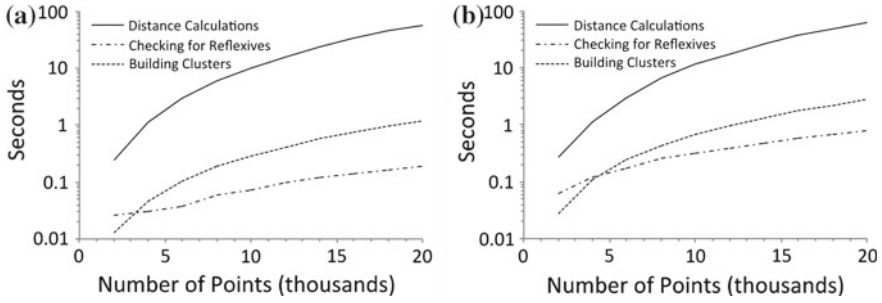 (a)
100
10
1
0.1
0.01
Seconds
Distance Calculations
Checking for Reflexives
Building Clusters
0 5 10 15 20
Number of Points (thousands)
(b)
100
10
1
0.1
0.01
Seconds
Distance Calculations
Checking for Reflexives
Building Clusters
0 5 10 15 20
Number of Points (thousands)